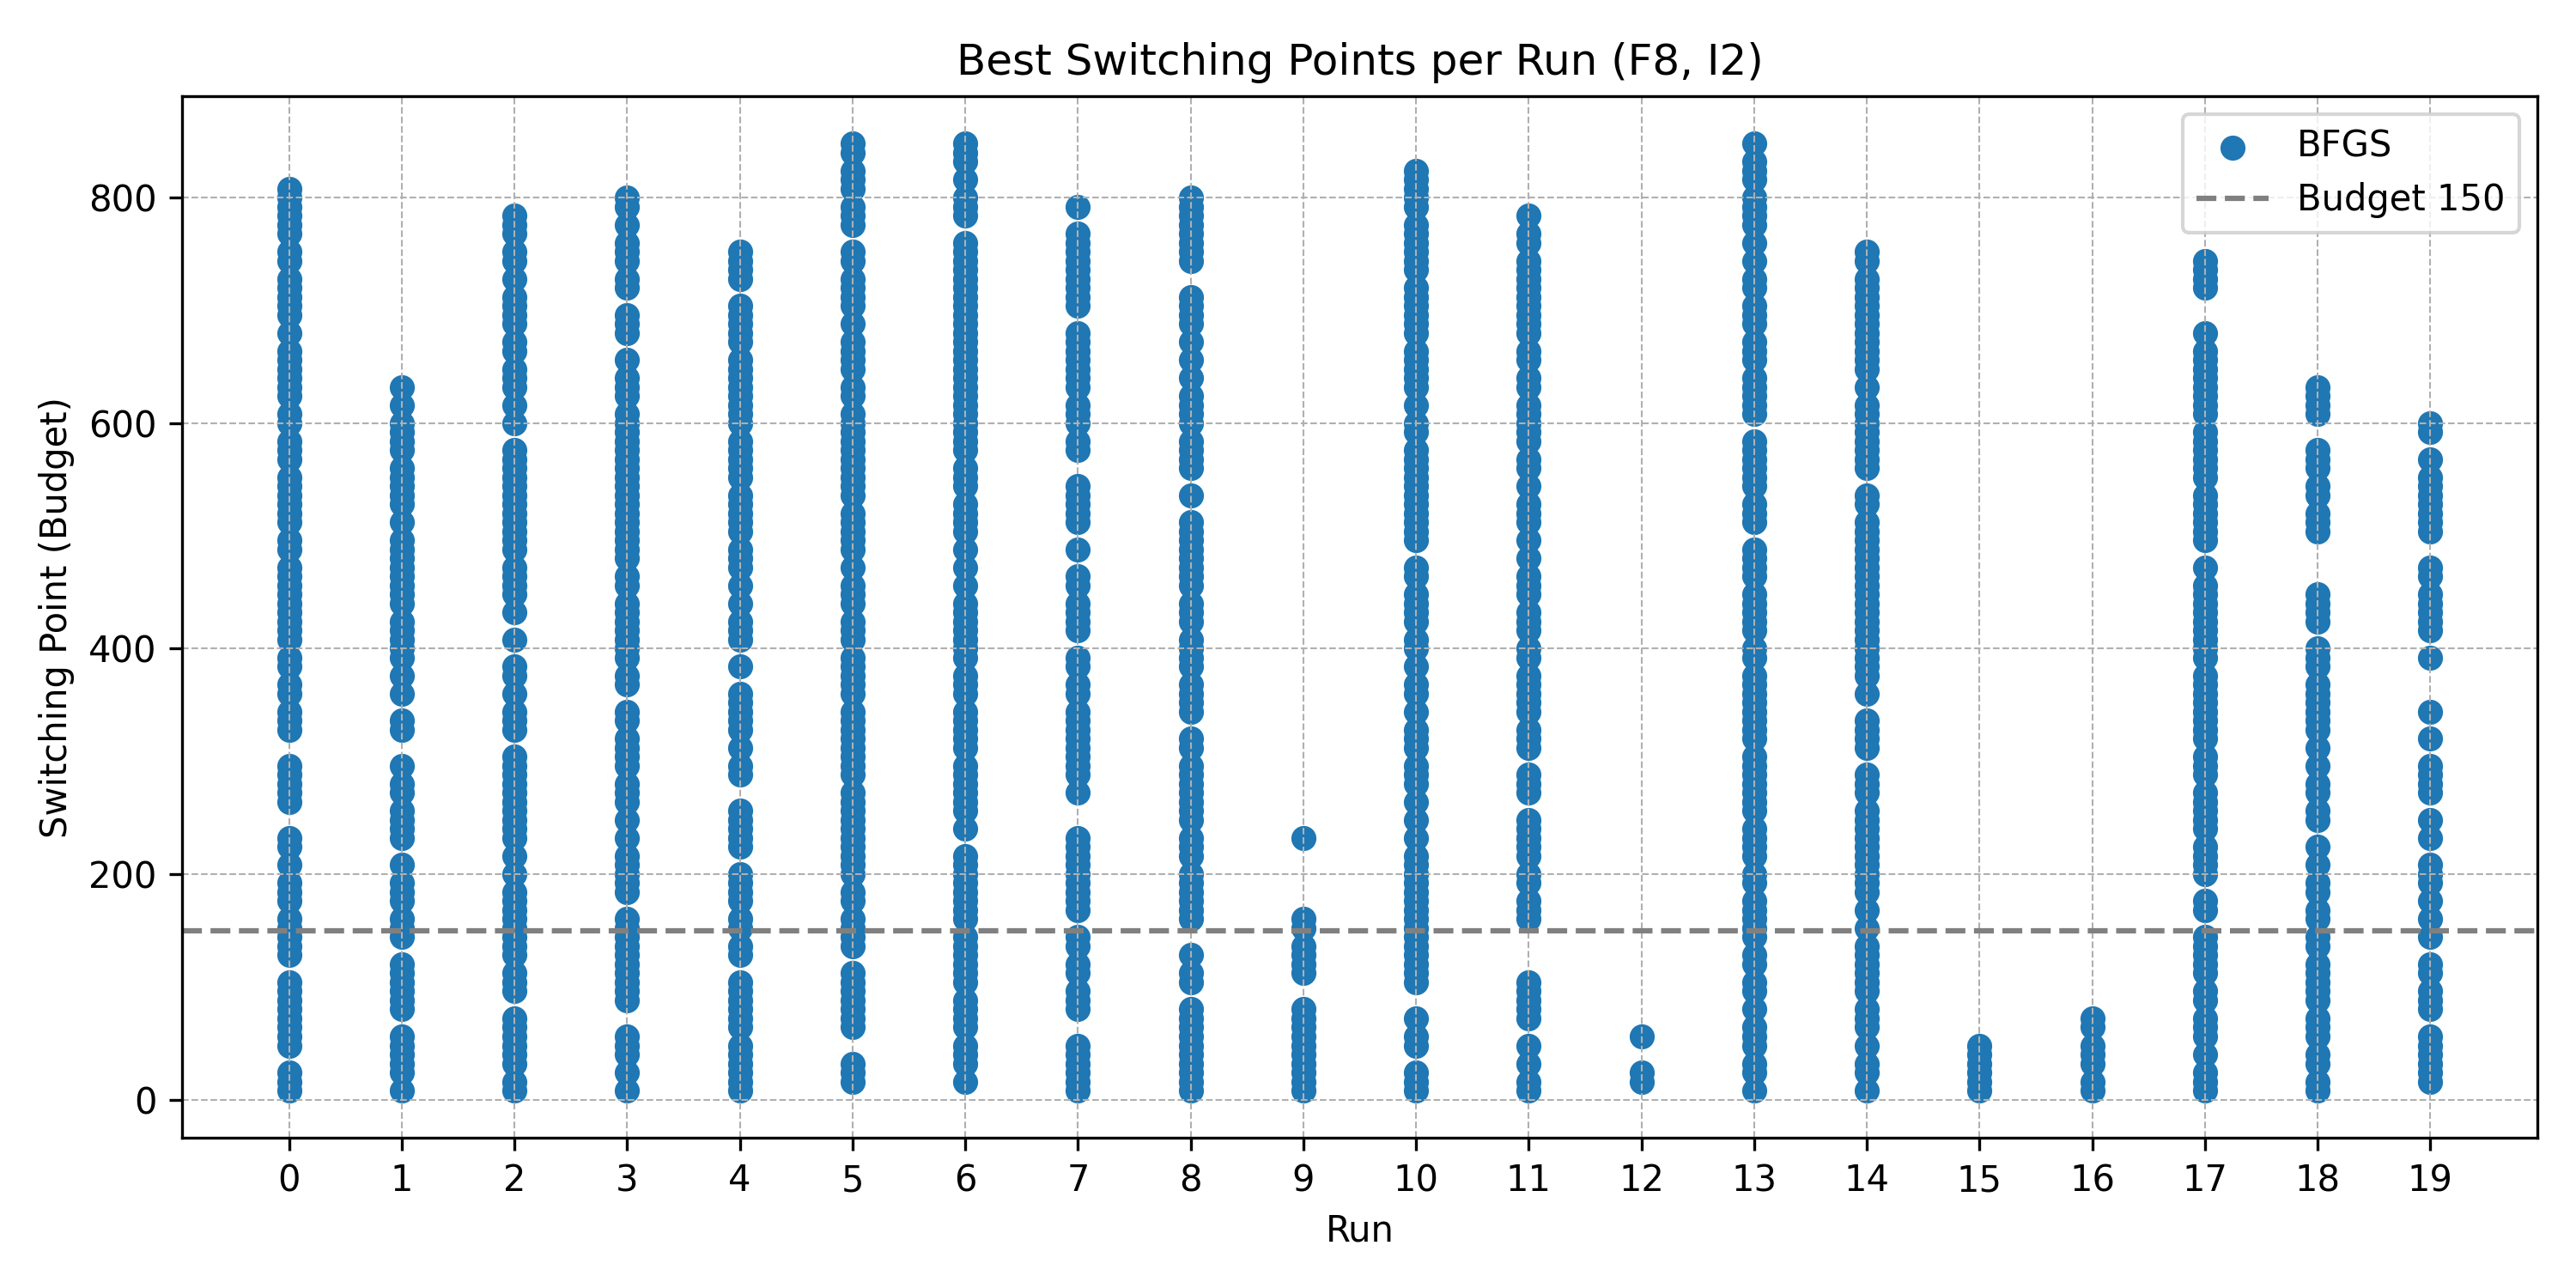 Best Switching Points per Run (F8, I2)
BFGS
Budget 150
Switching Point (Budget)
800
600
400
200
0
0 1 2 3 4 5 6 7 8 9 10 11 12 13 14 15 16 17 18 19
Run